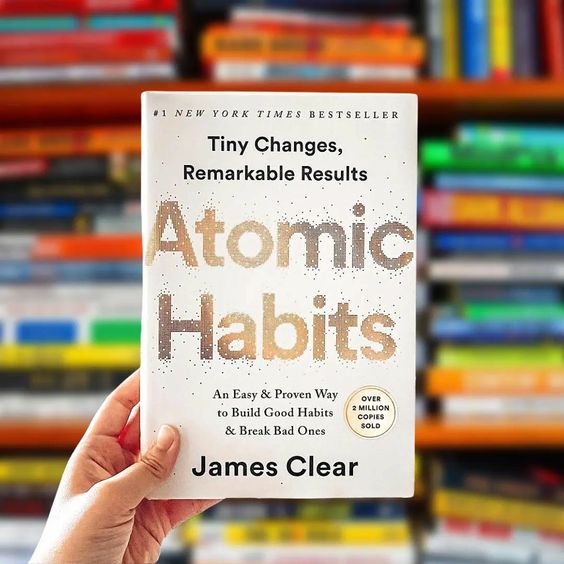 #1 NEW YORK TIMES BESTSELLER
Tiny Changes,
Remarkable Results
Atomic
Habits
An Easy & Proven Way
to Build Good Habits
& Break Bad Ones
OVER
2 MILLION
COPIES
SOLD
James Clear